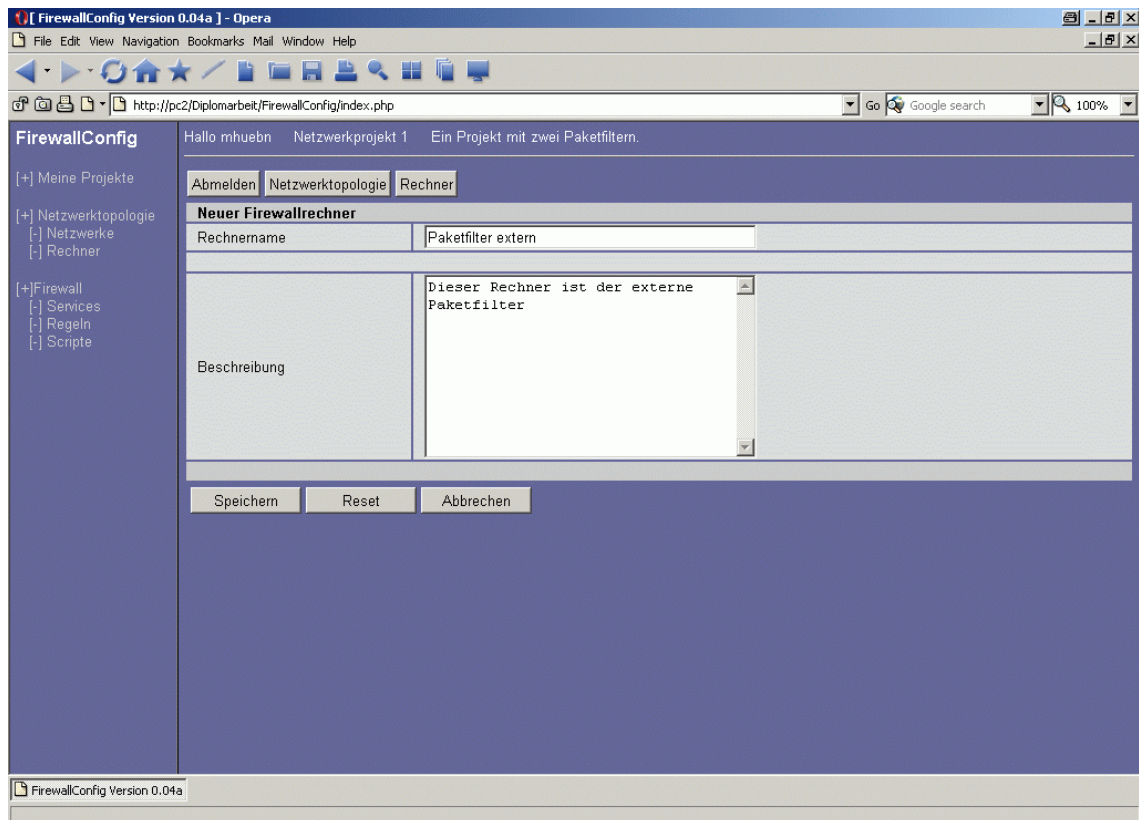 [ FirewallConfig Version 0.04a ] - Opera
File Edit View Navigation Bookmarks Mail Window Help
http://pc2/Diplomarbeit/FirewallConfig/index.php Go Google search 100%
FirewallConfig
[+] Meine Projekte
[+] Netzwerktopologie
[-] Netzwerke
[-] Rechner
[+]Firewall
[-] Services
[-] Regeln
[-] Scripte
Hallo mhuebn Netzwerkprojekt 1 Ein Projekt mit zwei Paketfiltern.
Abmelden Netzwerktopologie Rechner
Neuer Firewallrechner
Rechnername Paketfilter extern
Beschreibung
Dieser Rechner ist der externe
Paketfilter
Speichern Reset Abbrechen
FirewallConfig Version 0.04a